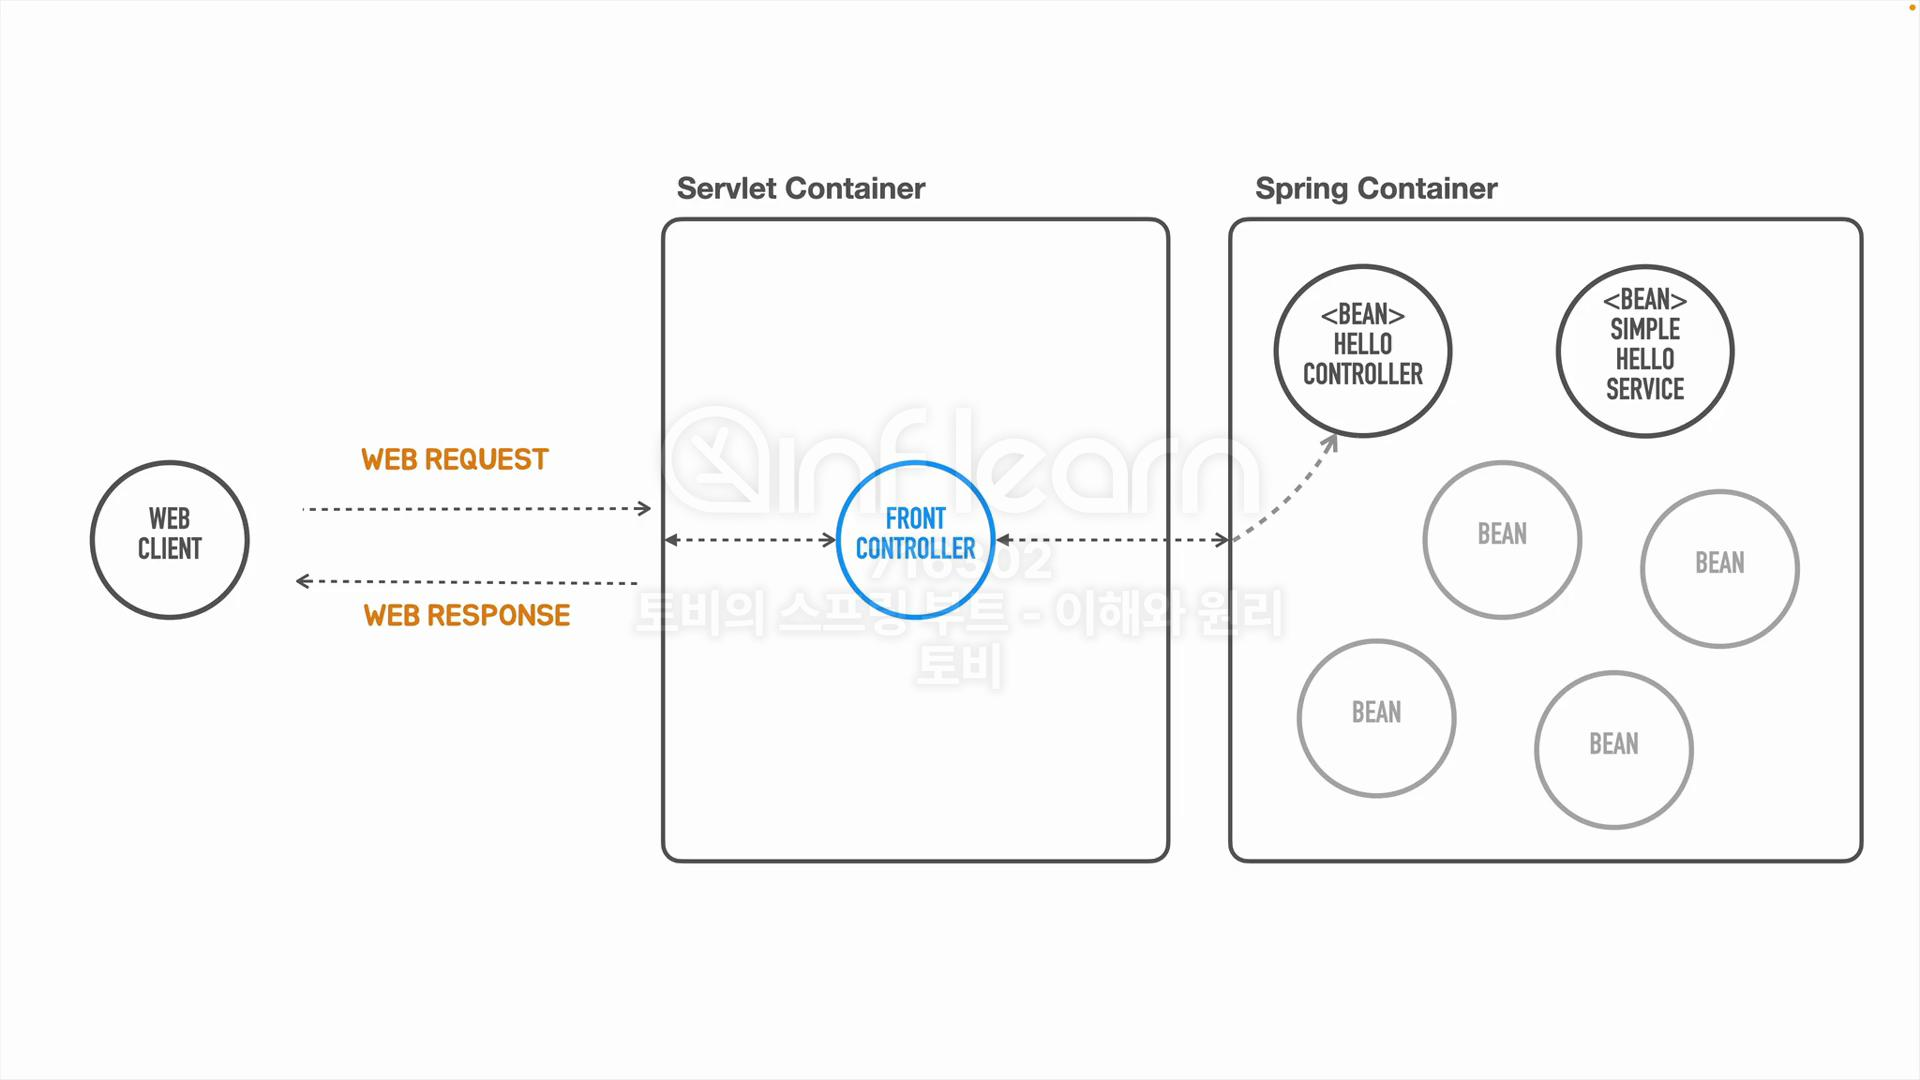 Servlet Container
Spring Container
<BEAN>
HELLO
CONTROLLER
<BEAN>
SIMPLE
HELLO
SERVICE
WEB REQUEST
WEB
CLIENT
WEB RESPONSE
FRONT
CONTROLLER
BEAN
BEAN
BEAN
BEAN
inflearn
716302
토비의 스프링 부트 - 이해와 원리
토비